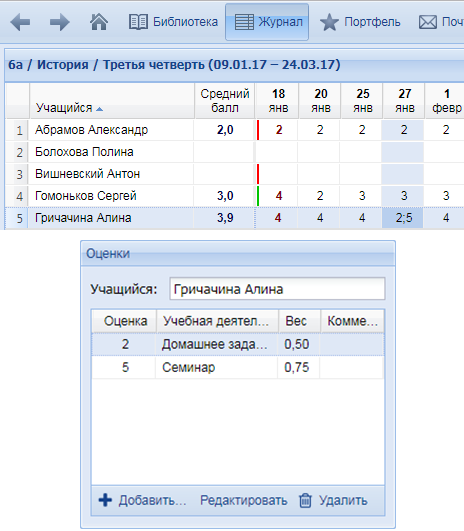 Библиотека Журнал Портфель Поч
6а / История / Третья четверть (09.01.17 – 24.03.17)
Учащийся Средний балл 18 янв 20 янв 25 янв 27 янв 1 февр
1 Абрамов Александр 2,0 2 2 2 2 2
2 Болохова Полина
3 Вишневский Антон
4 Гомоньков Сергей 3,0 4 2 3 3 3
5 Гричачина Алина 3,9 4 4 4 2;5 4
Оценки
Учащийся: Гричачина Алина
Оценка Учебная деятел... Вес Комме...
2 Домашнее зада... 0,50
5 Семинар 0,75
Добавить... Редактировать Удалить